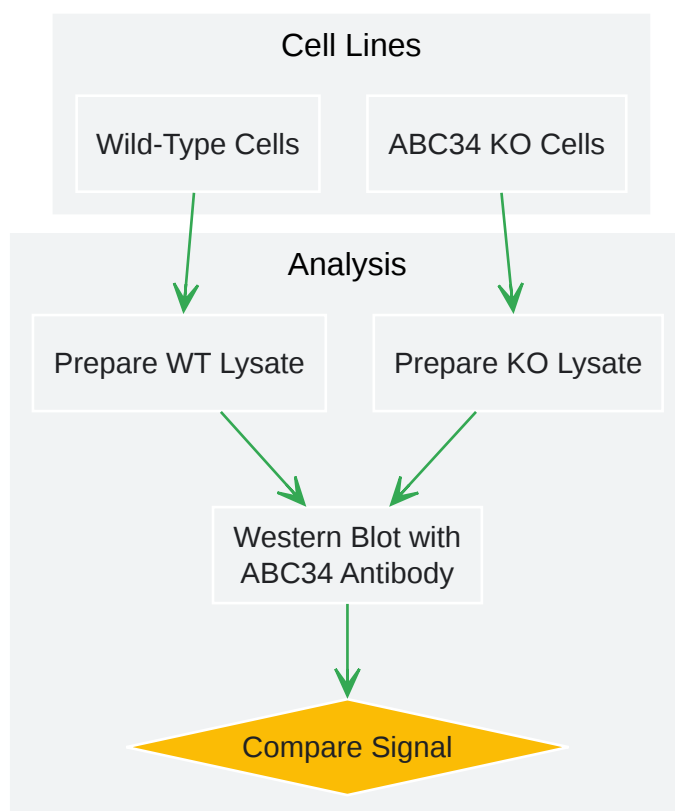 Cell Lines
Wild-Type Cells
ABC34 KO Cells
Analysis
Prepare WT Lysate
Prepare KO Lysate
Western Blot with
ABC34 Antibody
Compare Signal